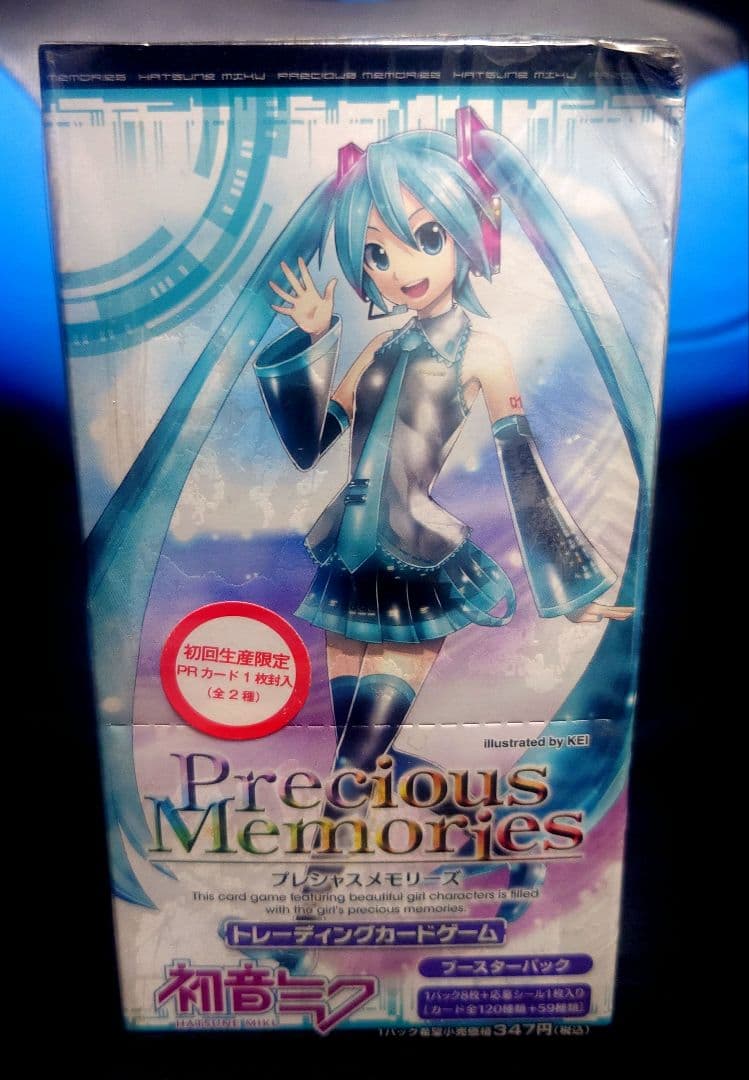 MEMORIES HATSUNE MIKU PRECIOUS MEMORIES HATSUNE MIKU PRECIOUS MEMORIES
01
初回生産限定
PRカード1枚封入
(全2種)
illustrated by KEI
Precious
Memories
プレシャスメモリーズ
This card game featuring beautiful girl characters is filled
with the girl's precious memories.
トレーディングカードゲーム
初音ミク
HATSUNE MIKU
ブースターパック
1パック8枚+応募シール1枚入り
[カード全120種類+59種類]
1パック希望小売価格347円(税込)